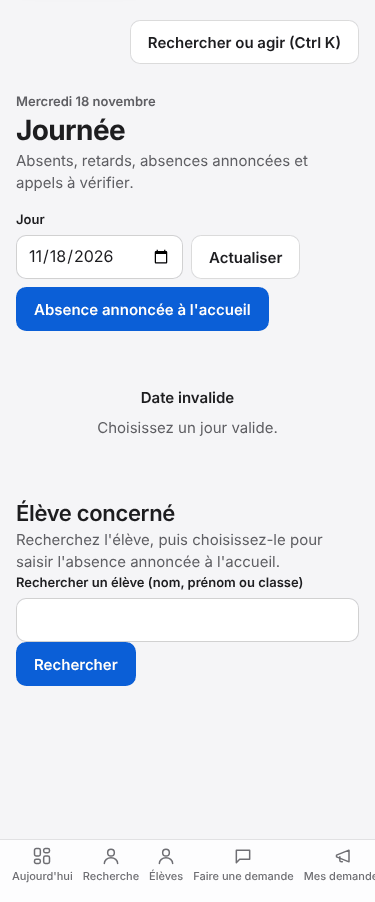 Rechercher ou agir (Ctrl K)
Mercredi 18 novembre
Journée
Absents, retards, absences annoncées et
appels à vérifier.
Jour
11/18/2026
Actualiser
Absence annoncée à l'accueil
Date invalide
Choisissez un jour valide.
Élève concerné
Recherchez l'élève, puis choisissez-le pour
saisir l'absence annoncée à l'accueil.
Rechercher un élève (nom, prénom ou classe)
Rechercher
Aujourd'hui
Recherche
Élèves
Faire une demande
Mes demande